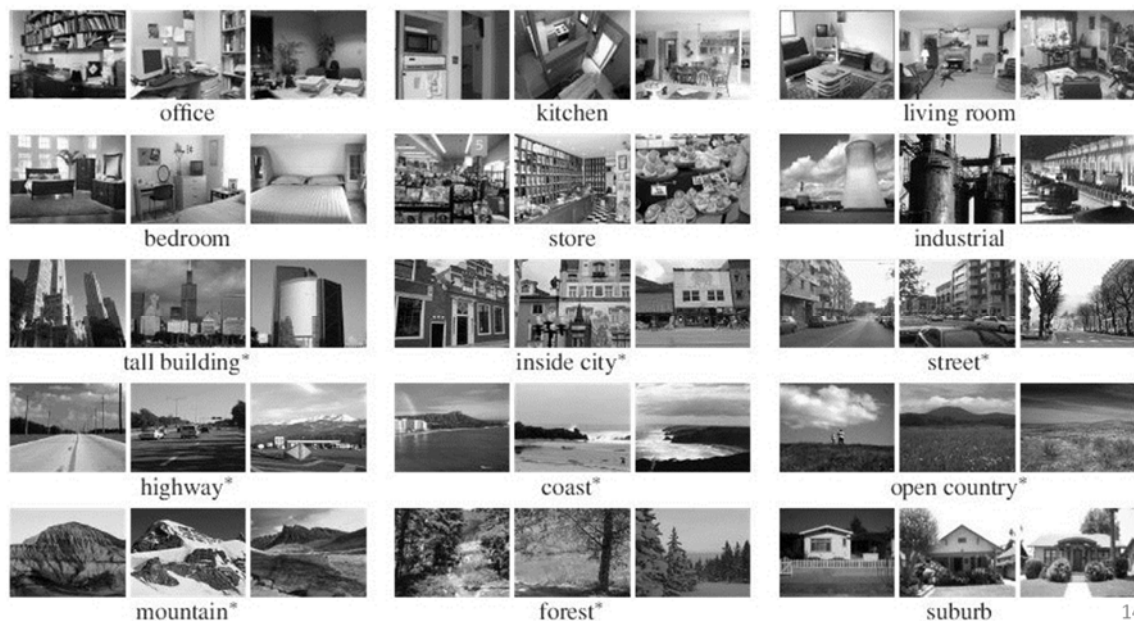 office
kitchen
living room
bedroom
store
industrial
tall building*
inside city*
street*
highway*
coast*
open country*
mountain*
forest*
suburb